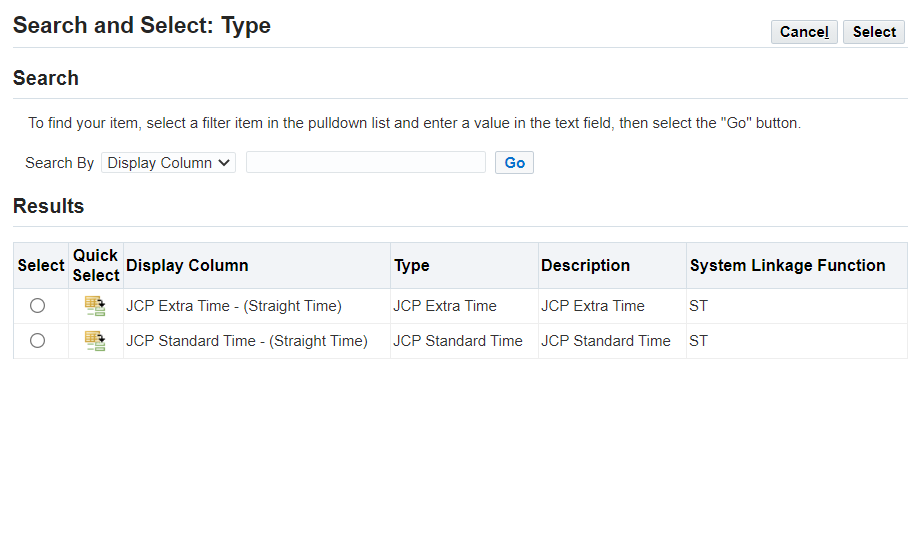 Search and Select: Type
Cancel Select
Search
To find your item, select a filter item in the pulldown list and enter a value in the text field, then select the "Go" button.
Search By Display Column Go
Results
Select Quick Select Display Column Type Description System Linkage Function
JCP Extra Time - (Straight Time) JCP Extra Time JCP Extra Time ST
JCP Standard Time - (Straight Time) JCP Standard Time JCP Standard Time ST